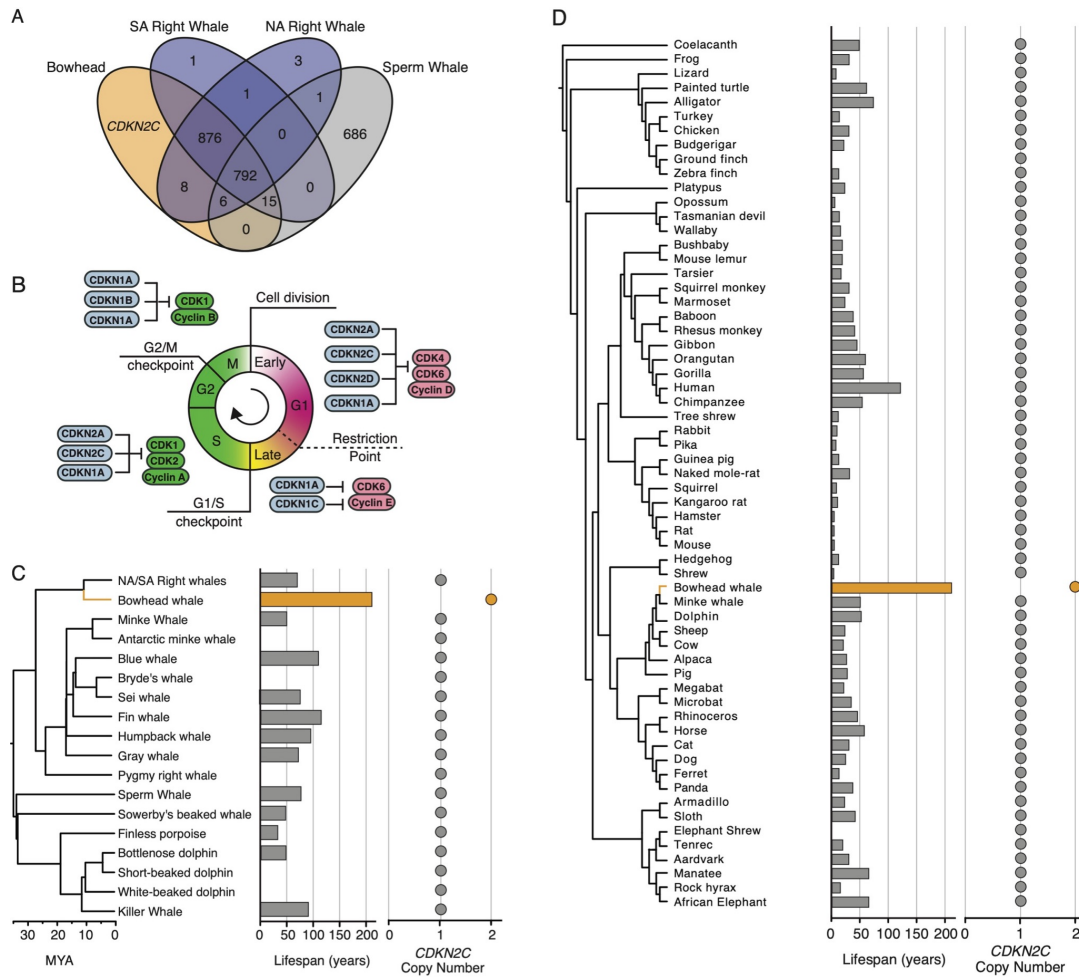 A
SA Right Whale
NA Right Whale
Bowhead
Sperm Whale
1
3
1
1
CDKN2C
876
0
686
792
8
6
15
0
0
B
CDKN1A
CDKN1B
CDKN1A
CDK1
Cyclin B
Cell division
G2/M
checkpoint
M
Early
G2
G1
S
Late
CDKN2A
CDKN2C
CDKN2D
CDKN1A
CDK4
CDK6
Cyclin D
CDKN2A
CDKN2C
CDKN1A
CDK1
CDK2
Cyclin A
Restriction
Point
G1/S
checkpoint
CDKN1A
CDKN1C
CDK6
Cyclin E
C
NA/SA Right whales
Bowhead whale
Minke Whale
Antarctic minke whale
Blue whale
Bryde's whale
Sei whale
Fin whale
Humpback whale
Gray whale
Pygmy right whale
Sperm Whale
Sowerby's beaked whale
Finless porpoise
Bottlenose dolphin
Short-beaked dolphin
White-beaked dolphin
Killer Whale
30 20 10 0
MYA
0 50 100 150 200
Lifespan (years)
0 1 2
CDKN2C
Copy Number
D
Coelacanth
Frog
Lizard
Painted turtle
Alligator
Turkey
Chicken
Budgerigar
Ground finch
Zebra finch
Platypus
Opossum
Tasmanian devil
Wallaby
Bushbaby
Mouse lemur
Tarsier
Squirrel monkey
Marmoset
Baboon
Rhesus monkey
Gibbon
Orangutan
Gorilla
Human
Chimpanzee
Tree shrew
Rabbit
Pika
Guinea pig
Naked mole-rat
Squirrel
Kangaroo rat
Hamster
Rat
Mouse
Hedgehog
Shrew
Bowhead whale
Minke whale
Dolphin
Sheep
Cow
Alpaca
Pig
Megabat
Microbat
Rhinoceros
Horse
Cat
Dog
Ferret
Panda
Armadillo
Sloth
Elephant Shrew
Tenrec
Aardvark
Manatee
Rock hyrax
African Elephant
0 50 100 150 200
Lifespan (years)
0 1 2
CDKN2C
Copy Number